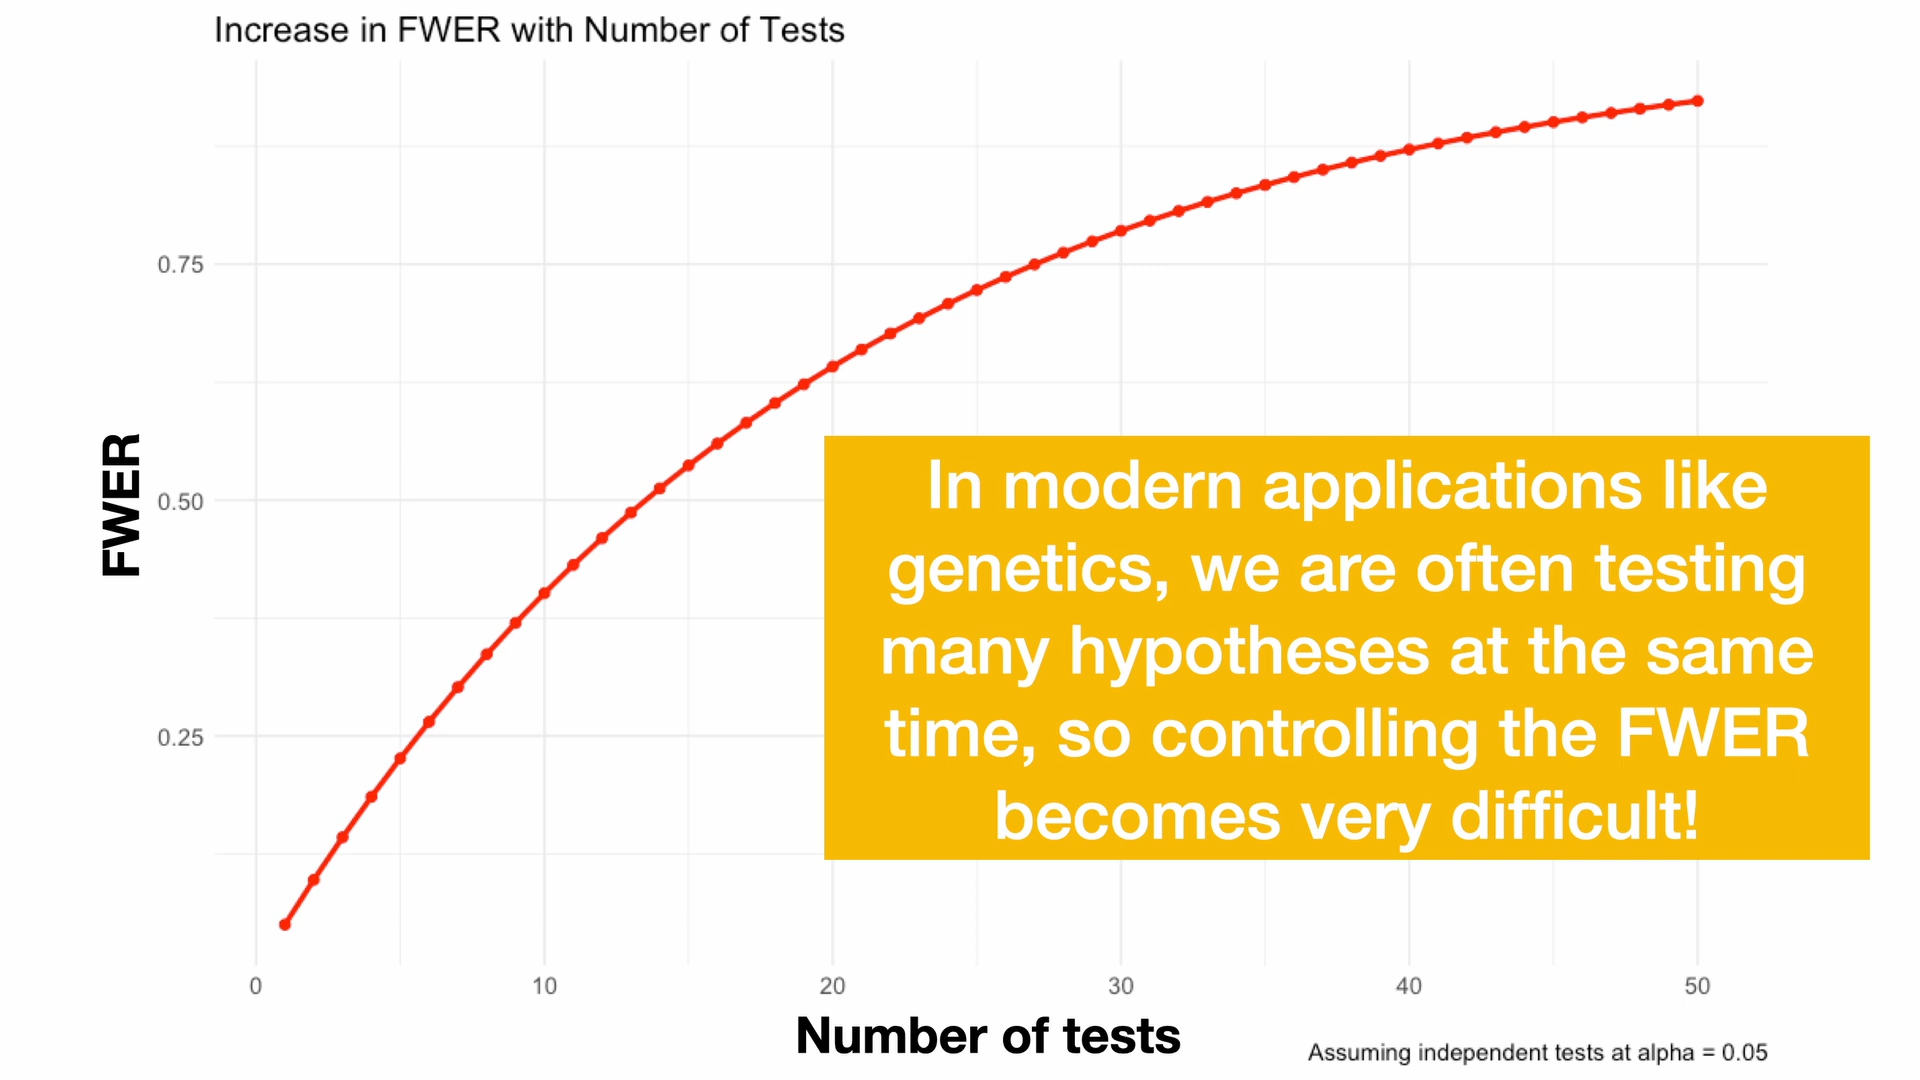 Increase in FWER with Number of Tests
0.75
0.50
0.25
FWER
In modern applications like
genetics, we are often testing
many hypotheses at the same
time, so controlling the FWER
becomes very difficult!
0 10 20 30 40 50
Number of tests
Assuming independent tests at alpha = 0.05